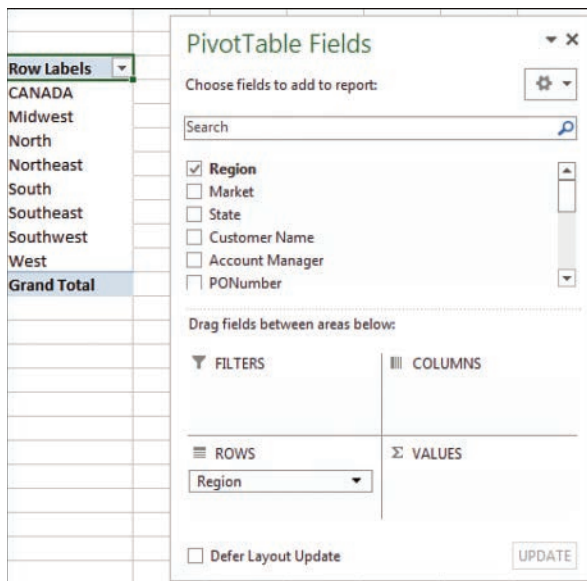 Row Labels
CANADA
Midwest
North
Northeast
South
Southeast
Southwest
West
Grand Total
PivotTable Fields
Choose fields to add to report:
Search
Region
Market
State
Customer Name
Account Manager
PONumber
Drag fields between areas below:
FILTERS
COLUMNS
ROWS
Σ VALUES
Region
Defer Layout Update
UPDATE